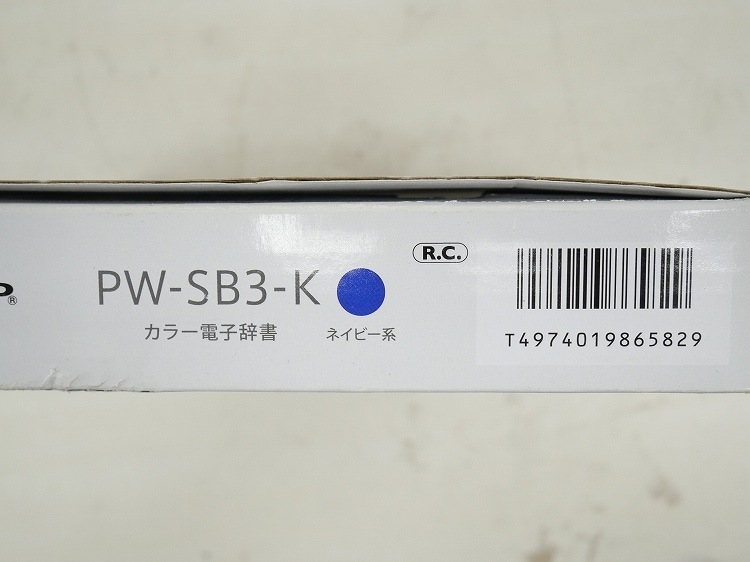 P®
PW-SB3-K
カラー電子辞書
ネイビー系
R.C.
T4974019865829